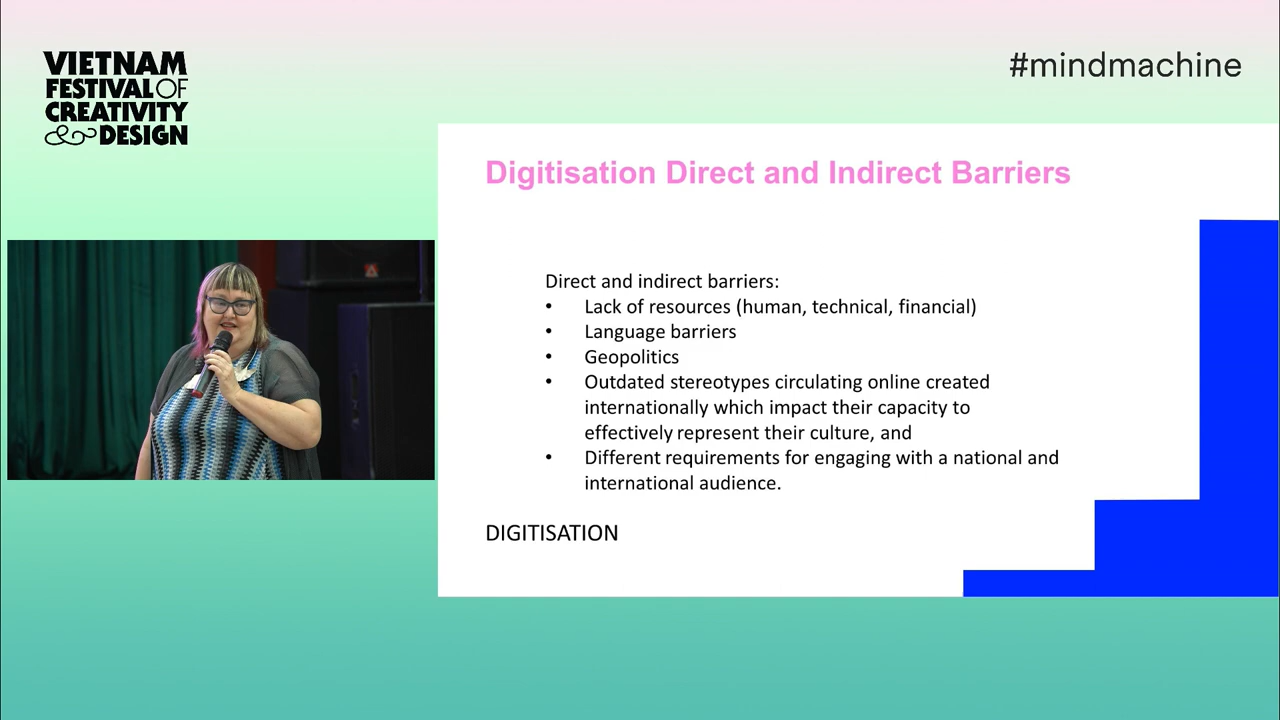 VIETNAM
FESTIVAL OF
CREATIVITY
& DESIGN
#mindmachine
Digitisation Direct and Indirect Barriers
Direct and indirect barriers:
• Lack of resources (human, technical, financial)
• Language barriers
• Geopolitics
• Outdated stereotypes circulating online created
internationally which impact their capacity to
effectively represent their culture, and
• Different requirements for engaging with a national and
international audience.
DIGITISATION